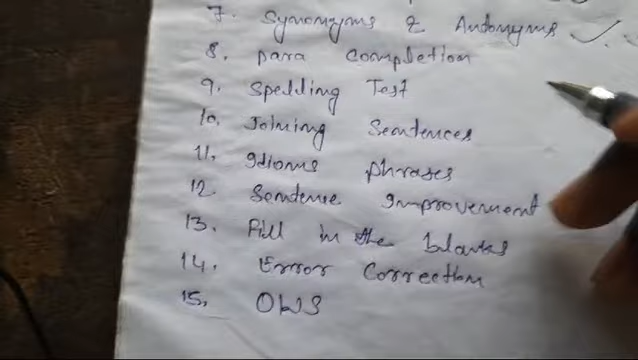 7. Synonyms & Antonyms
8. Para Completion
9. Spelling Test
10. Joining Sentences
11. Idioms phrases
12 Sentence Improvement
13. Fill in the blanks
14. Error Correction
15. OWS